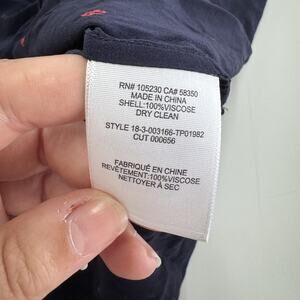 RN# 105230 CA# 58350
MADE IN CHINA
SHELL:100%VISCOSE
DRY CLEAN
STYLE 18-3-003166-TP01982
CUT 000656
FABRIQUÉ EN CHINE
REVÊTEMENT:100%VISCOSE
NETTOYER À SEC